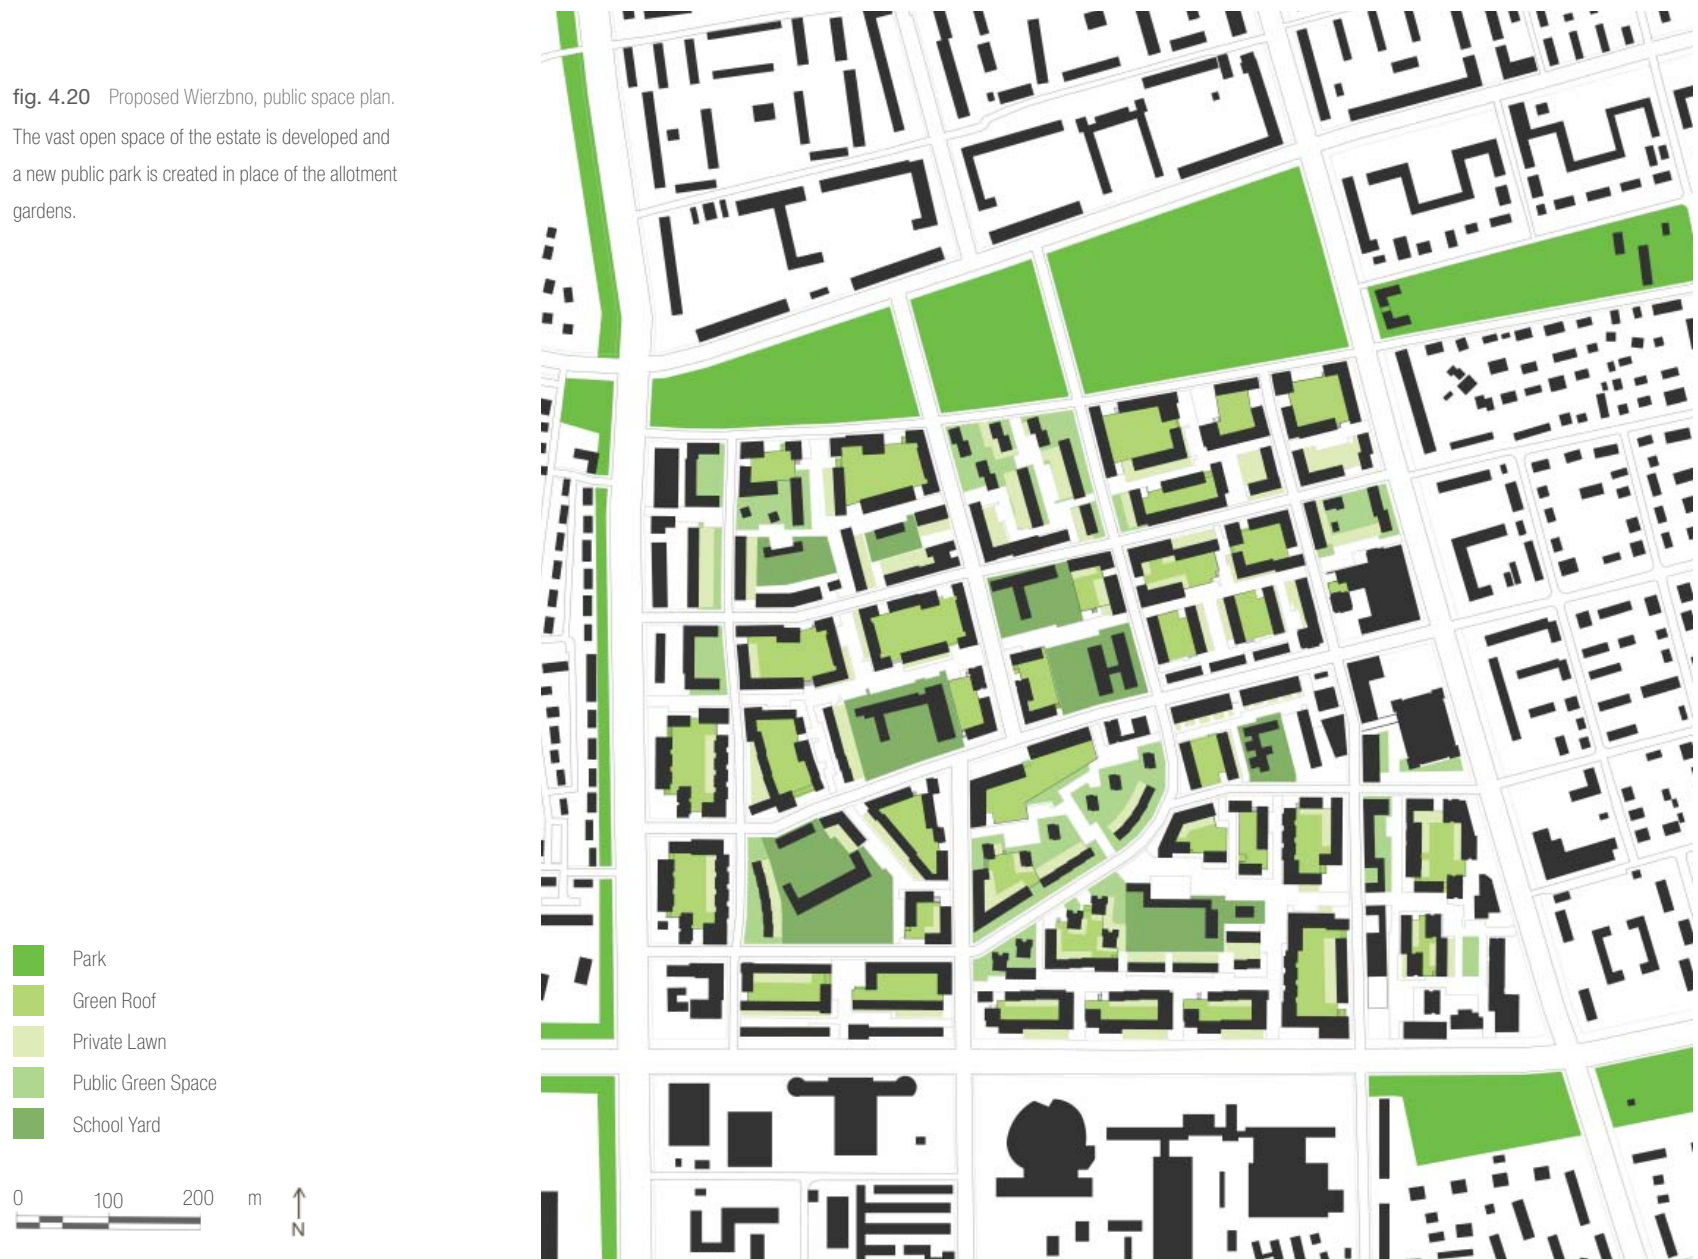 fig. 4.20 Proposed Wierzbno, public space plan.
The vast open space of the estate is developed and
a new public park is created in place of the allotment
gardens.
Park
Green Roof
Private Lawn
Public Green Space
School Yard
0 100 200 m
N